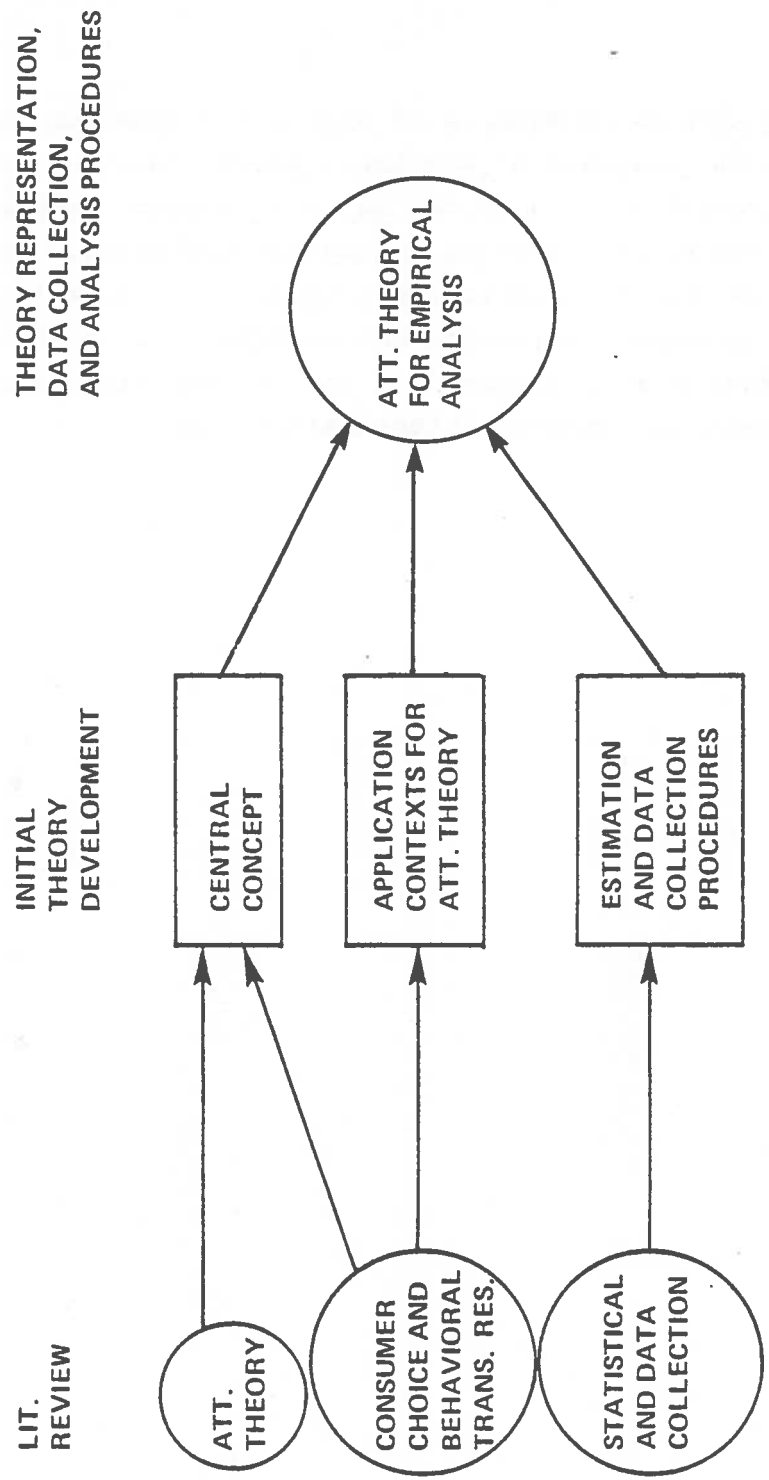 LIT.
REVIEW
INITIAL
THEORY
DEVELOPMENT
THEORY REPRESENTATION,
DATA COLLECTION,
AND ANALYSIS PROCEDURES
ATT.
THEORY
CONSUMER
CHOICE AND
BEHAVIORAL
TRANS. RES.
STATISTICAL
AND DATA
COLLECTION
CENTRAL
CONCEPT
APPLICATION
CONTEXTS FOR
ATT. THEORY
ESTIMATION
AND DATA
COLLECTION
PROCEDURES
ATT. THEORY
FOR EMPIRICAL
ANALYSIS